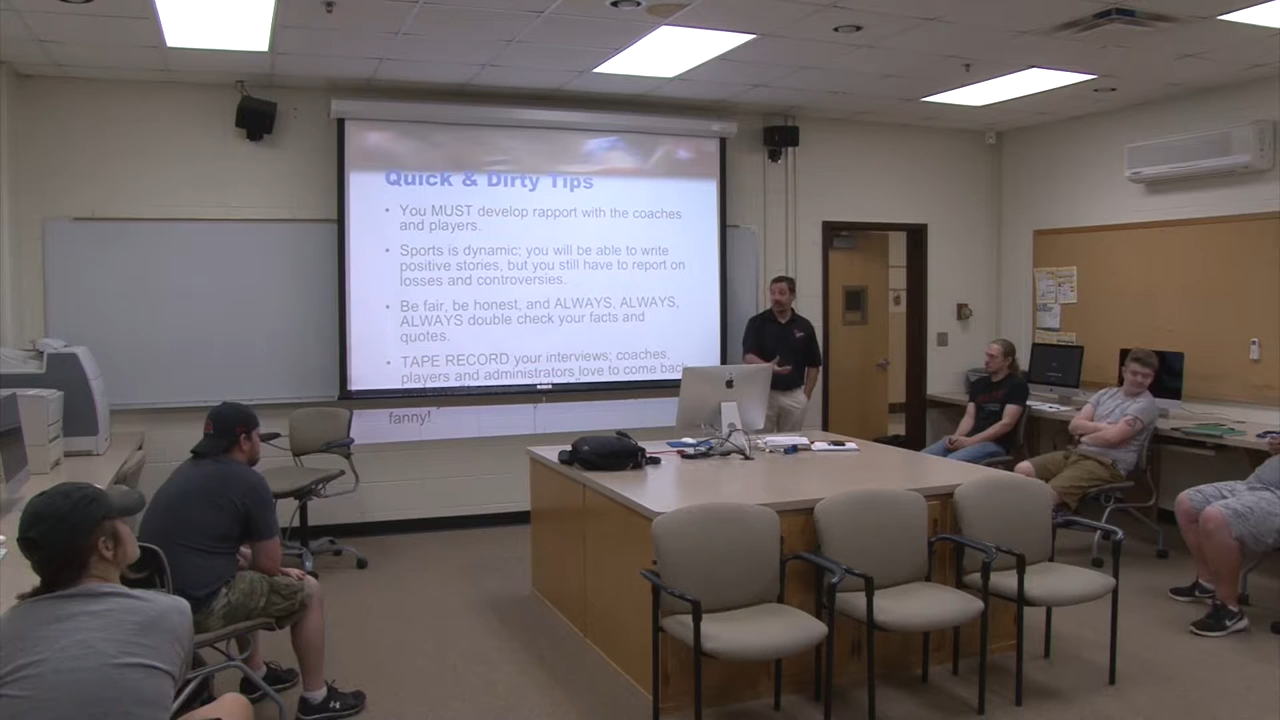 Quick & Dirty Tips
• You MUST develop rapport with the coaches
and players.
• Sports is dynamic; you will be able to write
positive stories, but you still have to report on
losses and controversies.
• Be fair, be honest, and ALWAYS, ALWAYS,
ALWAYS double check your facts and
quotes.
• TAPE RECORD your interviews; coaches,
players and administrators love to come back
fanny!